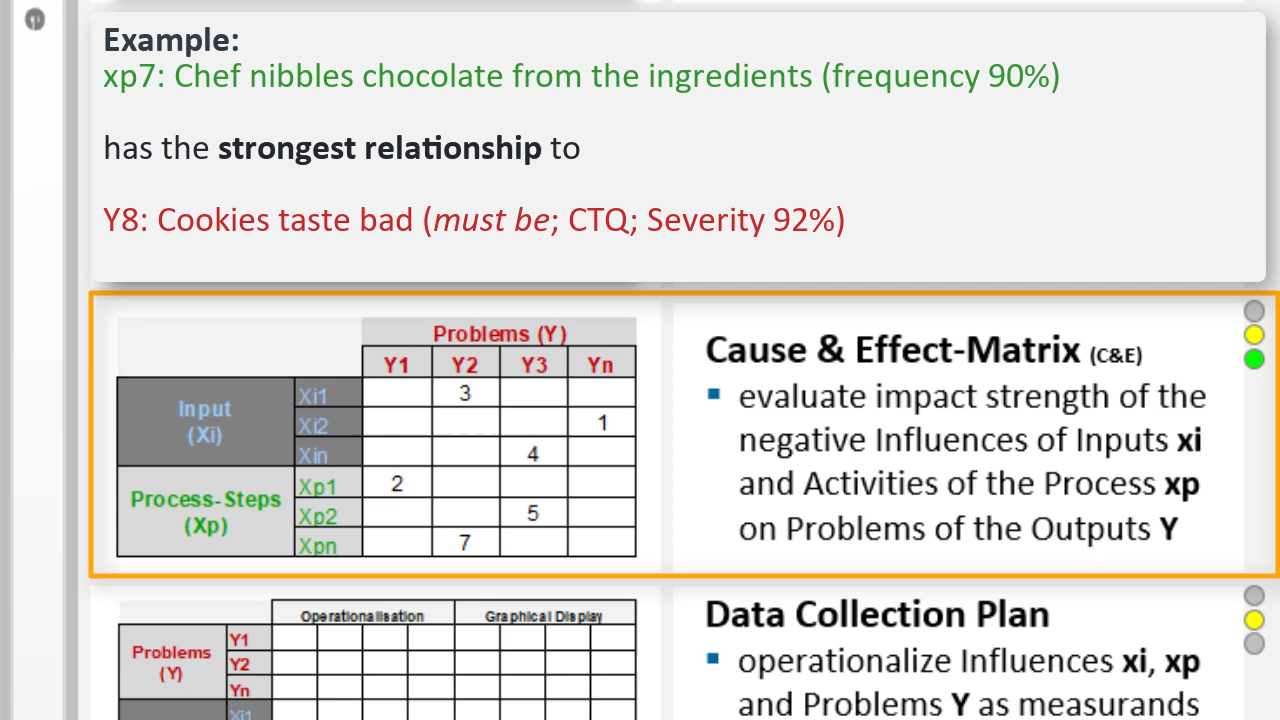 Example:
xp7: Chef nibbles chocolate from the ingredients (frequency 90%)
has the strongest relationship to
Y8: Cookies taste bad (must be; CTQ; Severity 92%)
Problems (Y)
Y1 Y2 Y3 Yn
Input
(Xi)
Xi1 3
Xi2 1
Xin 4
Process-Steps
(Xp)
Xp1 2
Xp2 5
Xpn 7
Cause & Effect-Matrix (C&E)
▪ evaluate impact strength of the
negative Influences of Inputs xi
and Activities of the Process xp
on Problems of the Outputs Y
Operationalisation Graphical Display
Problems
(Y)
Y1
Y2
Yn
Xi1
Data Collection Plan
▪ operationalize Influences xi, xp
and Problems Y as measurands